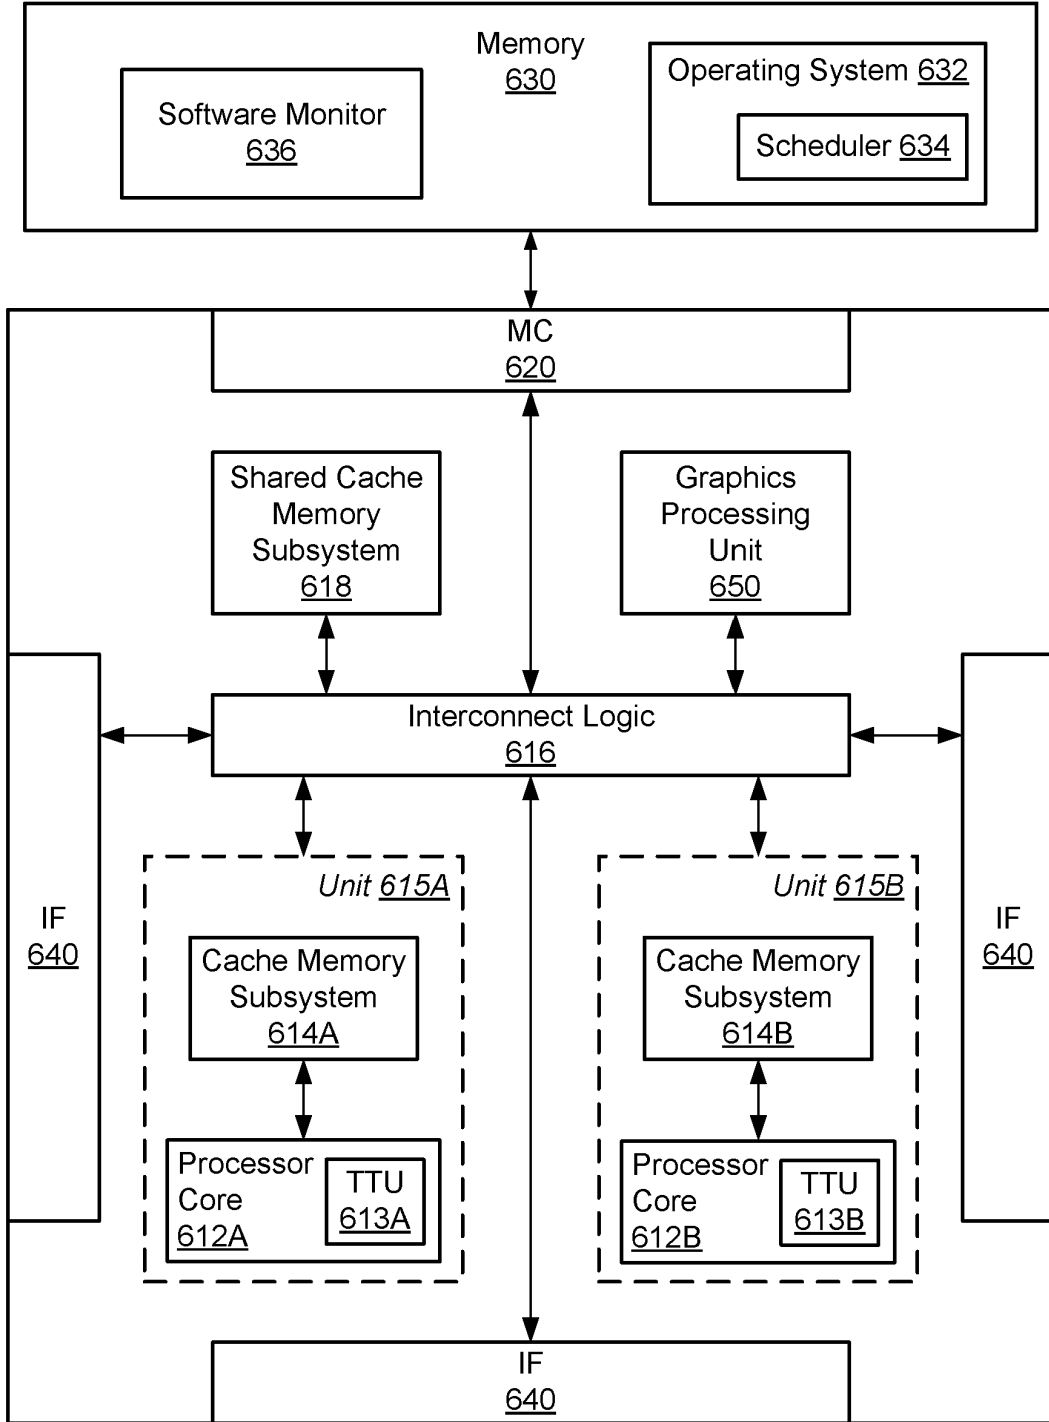 Memory
630
Software Monitor
636
Operating System 632
Scheduler 634
MC
620
Shared Cache
Memory
Subsystem
618
Graphics
Processing
Unit
650
Interconnect Logic
616
IF
640
IF
640
Unit 615A
Cache Memory
Subsystem
614A
Processor
Core
612A
TTU
613A
Unit 615B
Cache Memory
Subsystem
614B
Processor
Core
612B
TTU
613B
IF
640